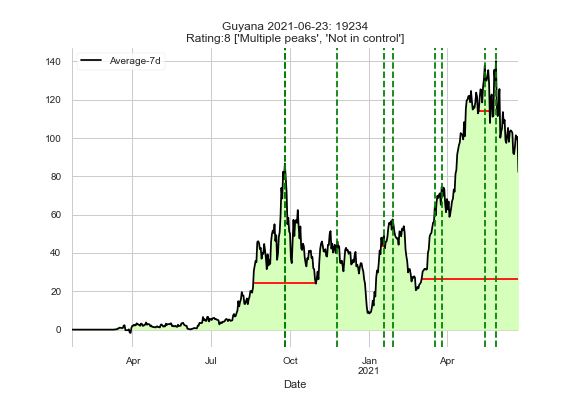 Guyana 2021-06-23: 19234
Rating:8 ['Multiple peaks', 'Not in control']
Average-7d
140
120
100
80
60
40
20
0
Apr
Jul
Oct
Jan
2021
Apr
Date